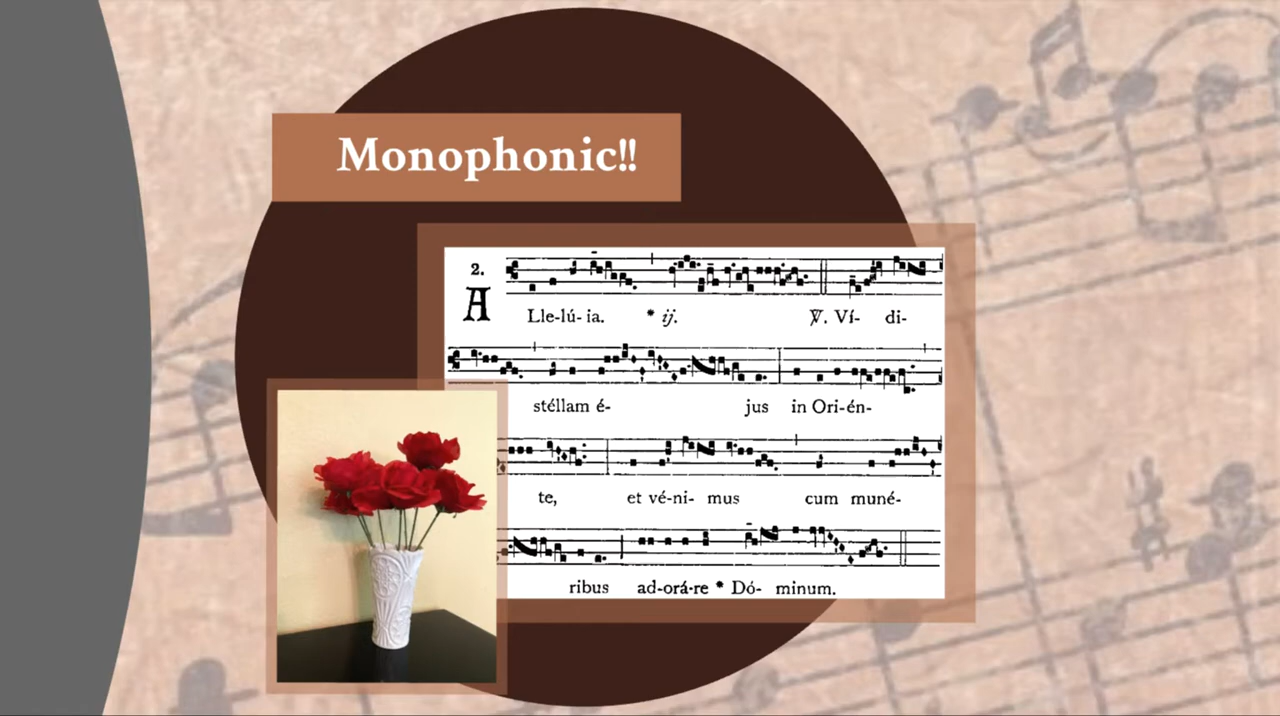 Monophonic!!
2.
A
Lle-lú- ia. * ij. ℣. Ví- di-
stéllam é- jus in Ori-én-
te, et vé-ni- mus cum muné-
ribus ad-orá-re * Dó- minum.